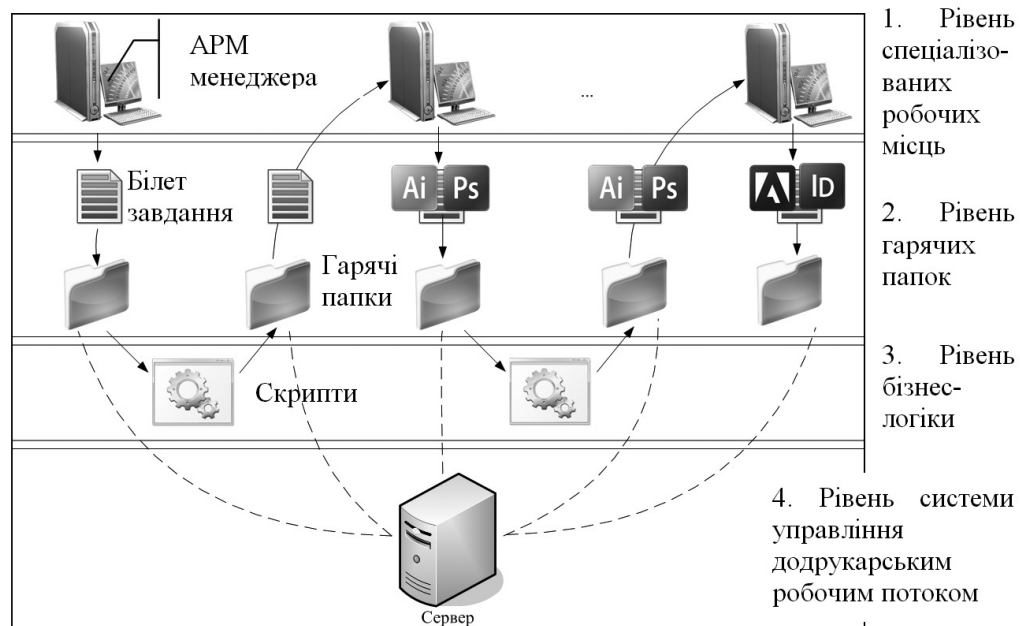 АРМ
менеджера
...
1. Рівень
спеціалізо-
ваних
робочих
місць
Білет
завдання
Ai Ps
Ai Ps
ID
2. Рівень
гарячих
папок
Гарячі
папки
Скрипти
3. Рівень
бізнес-
логіки
4. Рівень системи
управління
додрукарським
робочим потоком
Сервер